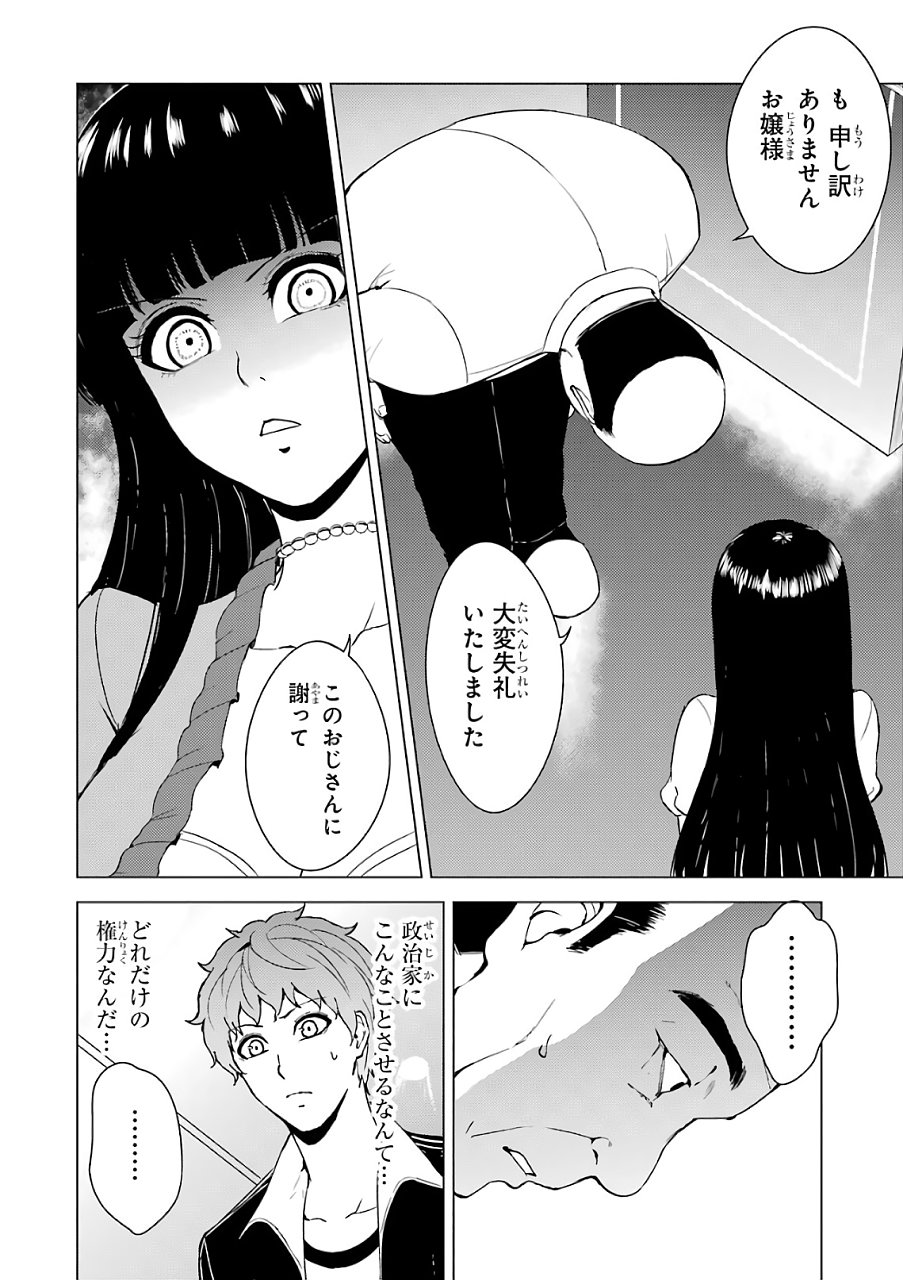 も 申し訳
ありません
お嬢様
大変失礼
いたしました
このおじさんに
謝って
………
政治家に
こんなことさせるなんて…
どれだけの
権力なんだ…
………